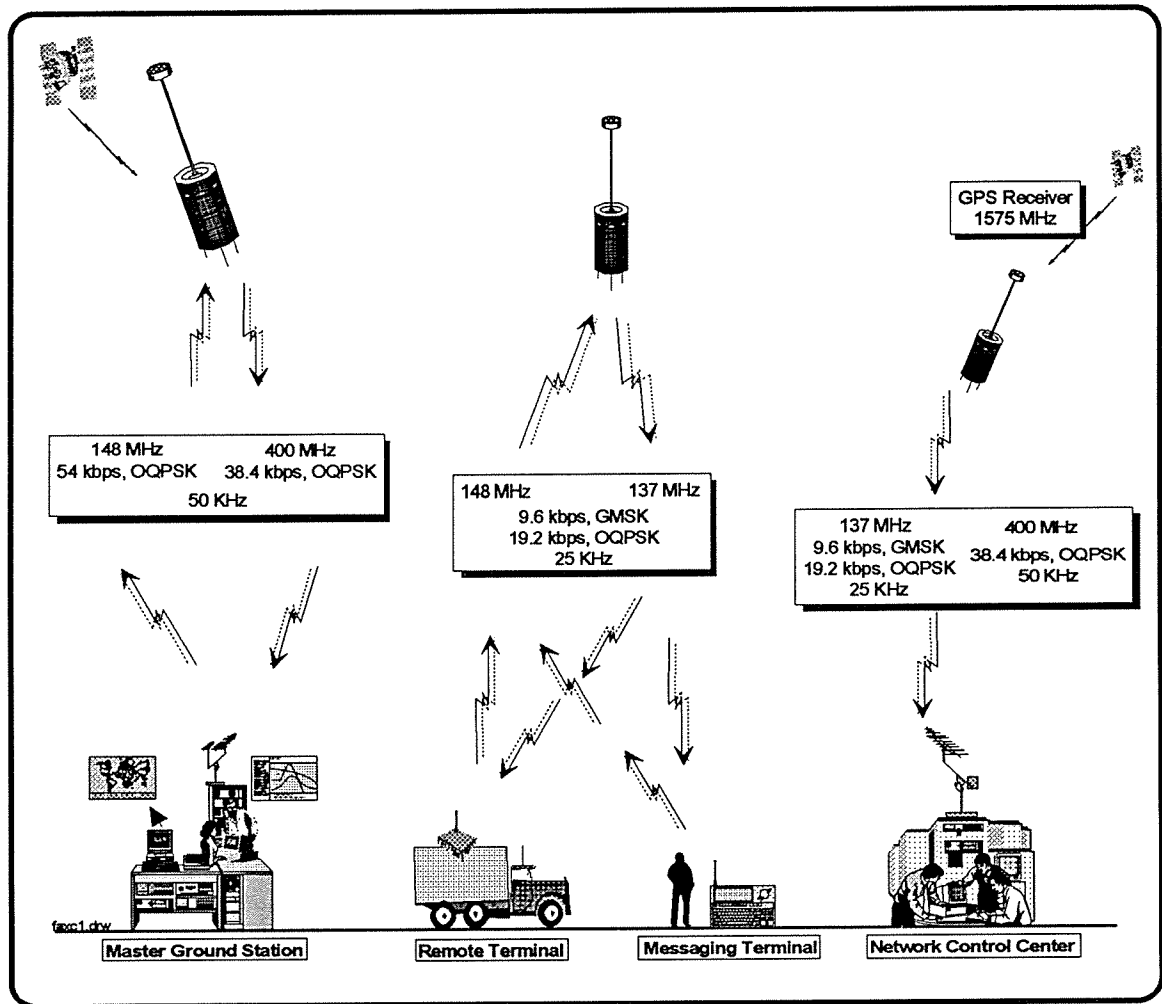 GPS Receiver
1575 MHz
148 MHz 400 MHz
54 kbps, OQPSK 38.4 kbps, OQPSK
50 KHz
148 MHz 137 MHz
9.6 kbps, GMSK
19.2 kbps, OQPSK
25 KHz
137 MHz 400 MHz
9.6 kbps, GMSK 38.4 kbps, OQPSK
19.2 kbps, OQPSK 50 KHz
25 KHz
Master Ground Station
Remote Terminal
Messaging Terminal
Network Control Center